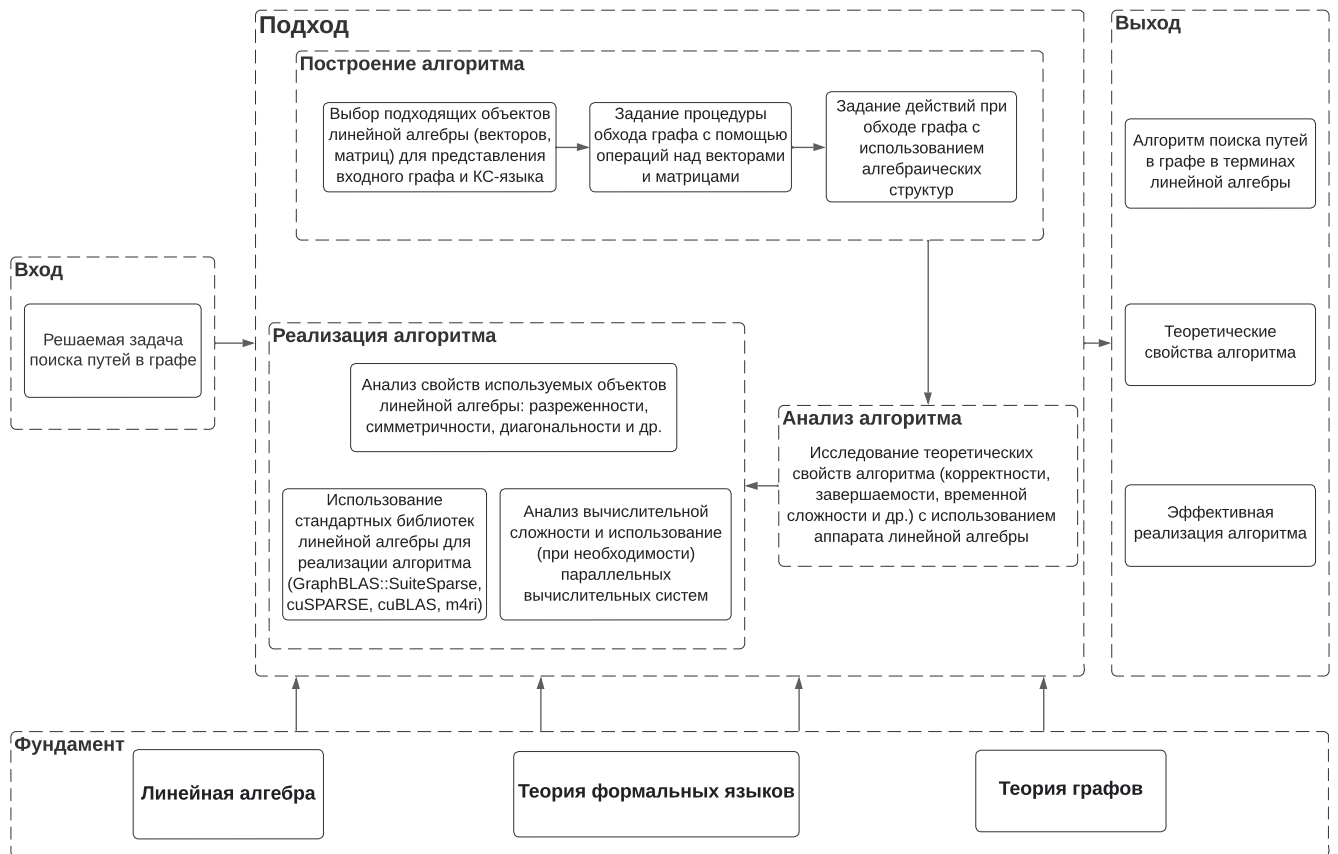 Подход
Построение алгоритма
Выбор подходящих объектов
линейной алгебры (векторов,
матриц) для представления
входного графа и КС-языка
Задание процедуры
обхода графа с помощью
операций над векторами
и матрицами
Задание действий при
обходе графа с
использованием
алгебраических
структур
Выход
Алгоритм поиска путей
в графе в терминах
линейной алгебры
Теоретические
свойства алгоритма
Эффективная
реализация алгоритма
Вход
Решаемая задача
поиска путей в графе
Реализация алгоритма
Анализ свойств используемых объектов
линейной алгебры: разреженности,
симметричности, диагональности и др.
Использование
стандартных библиотек
линейной алгебры для
реализации алгоритма
(GraphBLAS::SuiteSparse,
cuSPARSE, cuBLAS, m4ri)
Анализ вычислительной
сложности и использование
(при необходимости)
параллельных
вычислительных систем
Анализ алгоритма
Исследование теоретических
свойств алгоритма (корректности,
завершаемости, временной
сложности и др.) с использованием
аппарата линейной алгебры
Фундамент
Линейная алгебра
Теория формальных языков
Теория графов